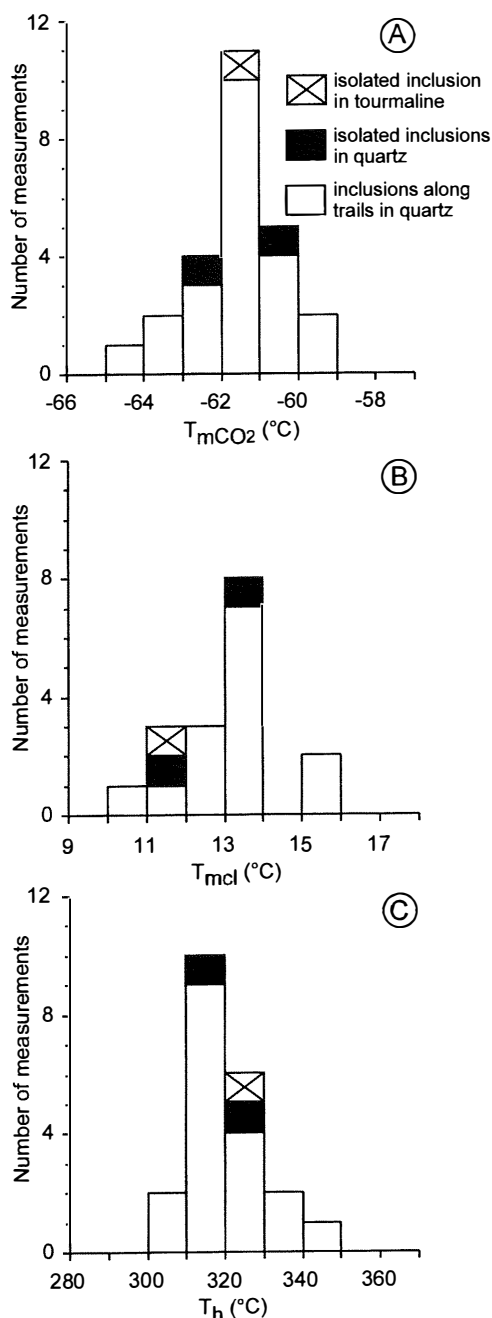 A
12
8
4
0
Number of measurements
isolated inclusion
in tourmaline
isolated inclusions
in quartz
inclusions along
trails in quartz
-66 -64 -62 -60 -58
TmCO2 (°C)
B
12
8
4
0
Number of measurements
9 11 13 15 17
Tmcl (°C)
C
12
8
4
0
Number of measurements
280 300 320 340 360
Th (°C)